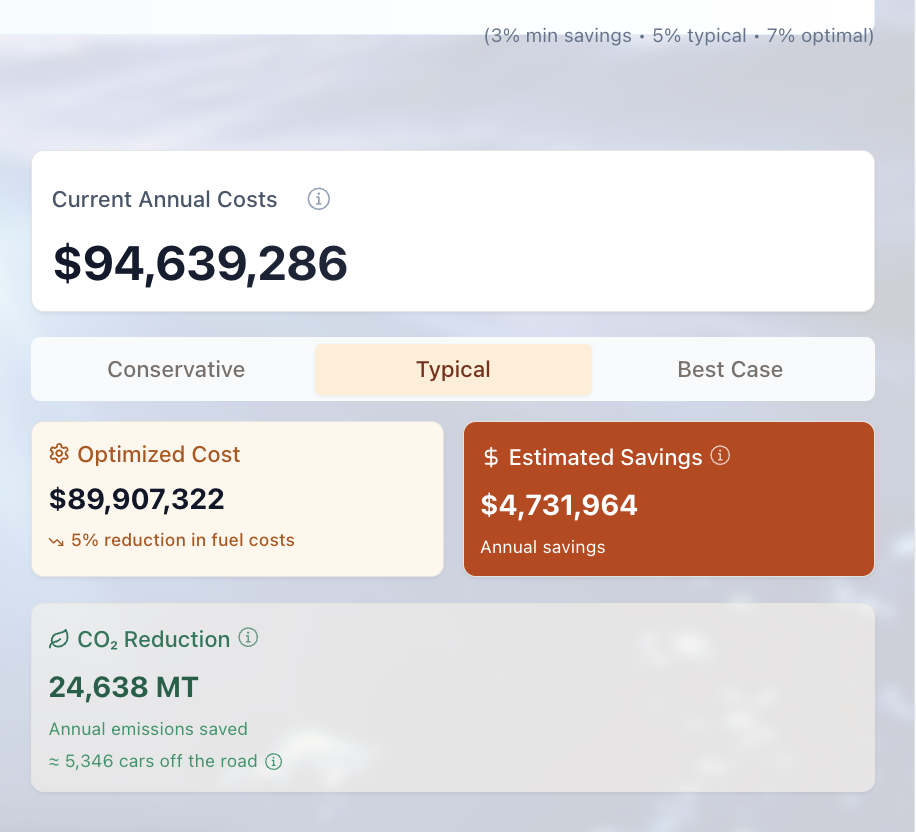 (3% min savings • 5% typical • 7% optimal)
Current Annual Costs
$94,639,286
Conservative
Typical
Best Case
Optimized Cost
$89,907,322
5% reduction in fuel costs
$ Estimated Savings
$4,731,964
Annual savings
CO₂ Reduction
24,638 MT
Annual emissions saved
≈ 5,346 cars off the road